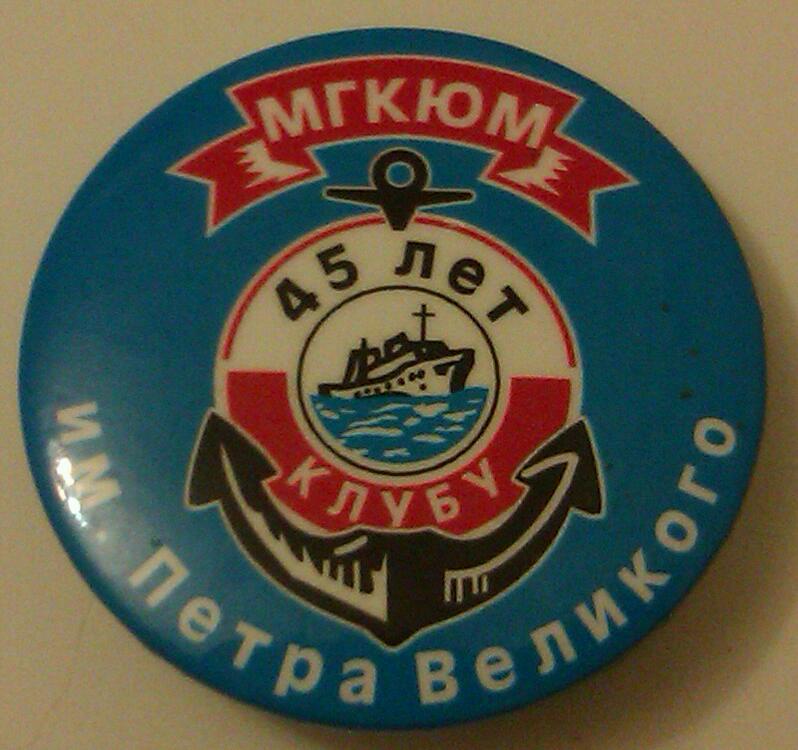 МГКЮМ
45 лет
КЛУБУ
им. Петра Великого